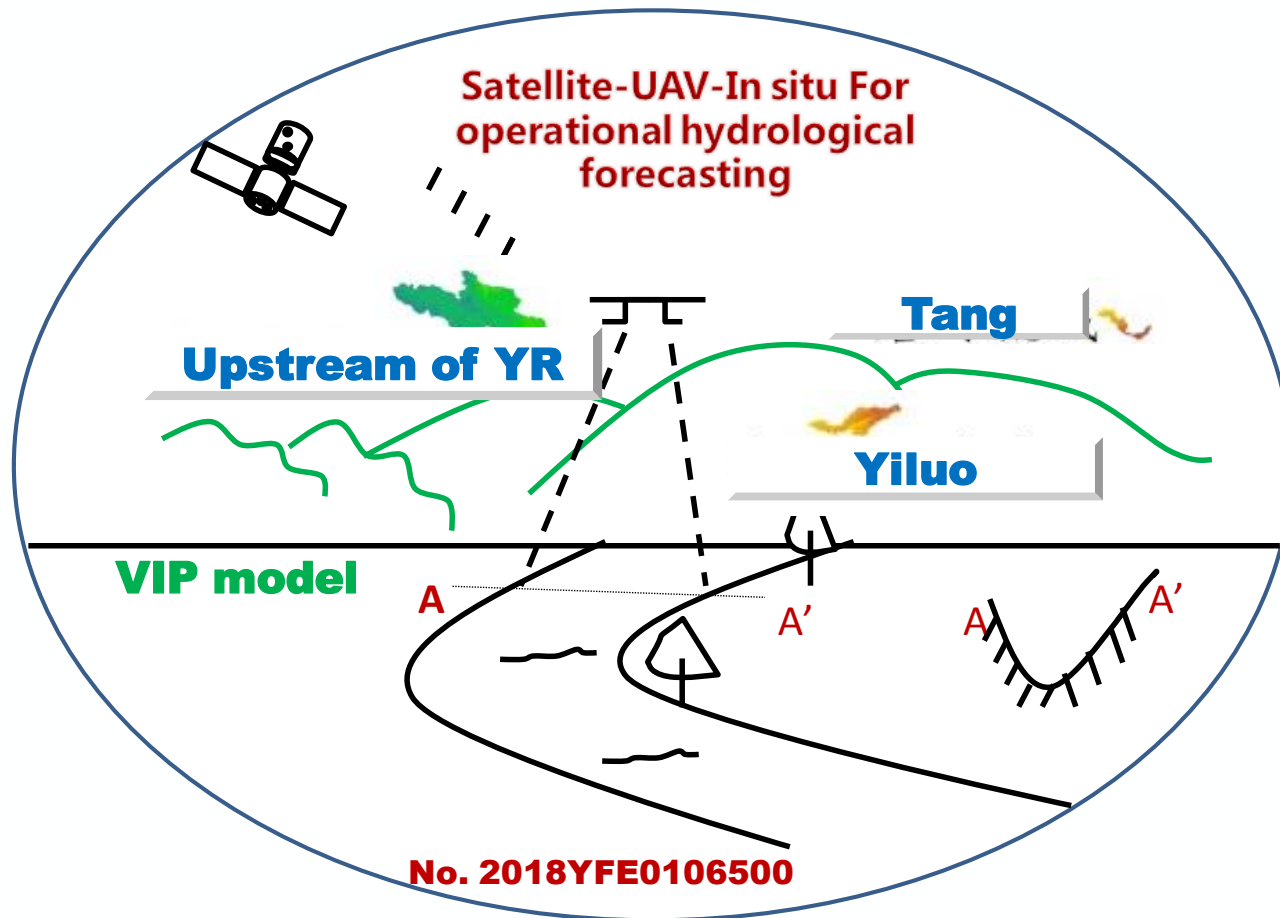 Satellite-UAV-In situ For
operational hydrological
forecasting
Tang
Upstream of YR
Yiluo
VIP model
A
A’
A
A’
No. 2018YFE0106500